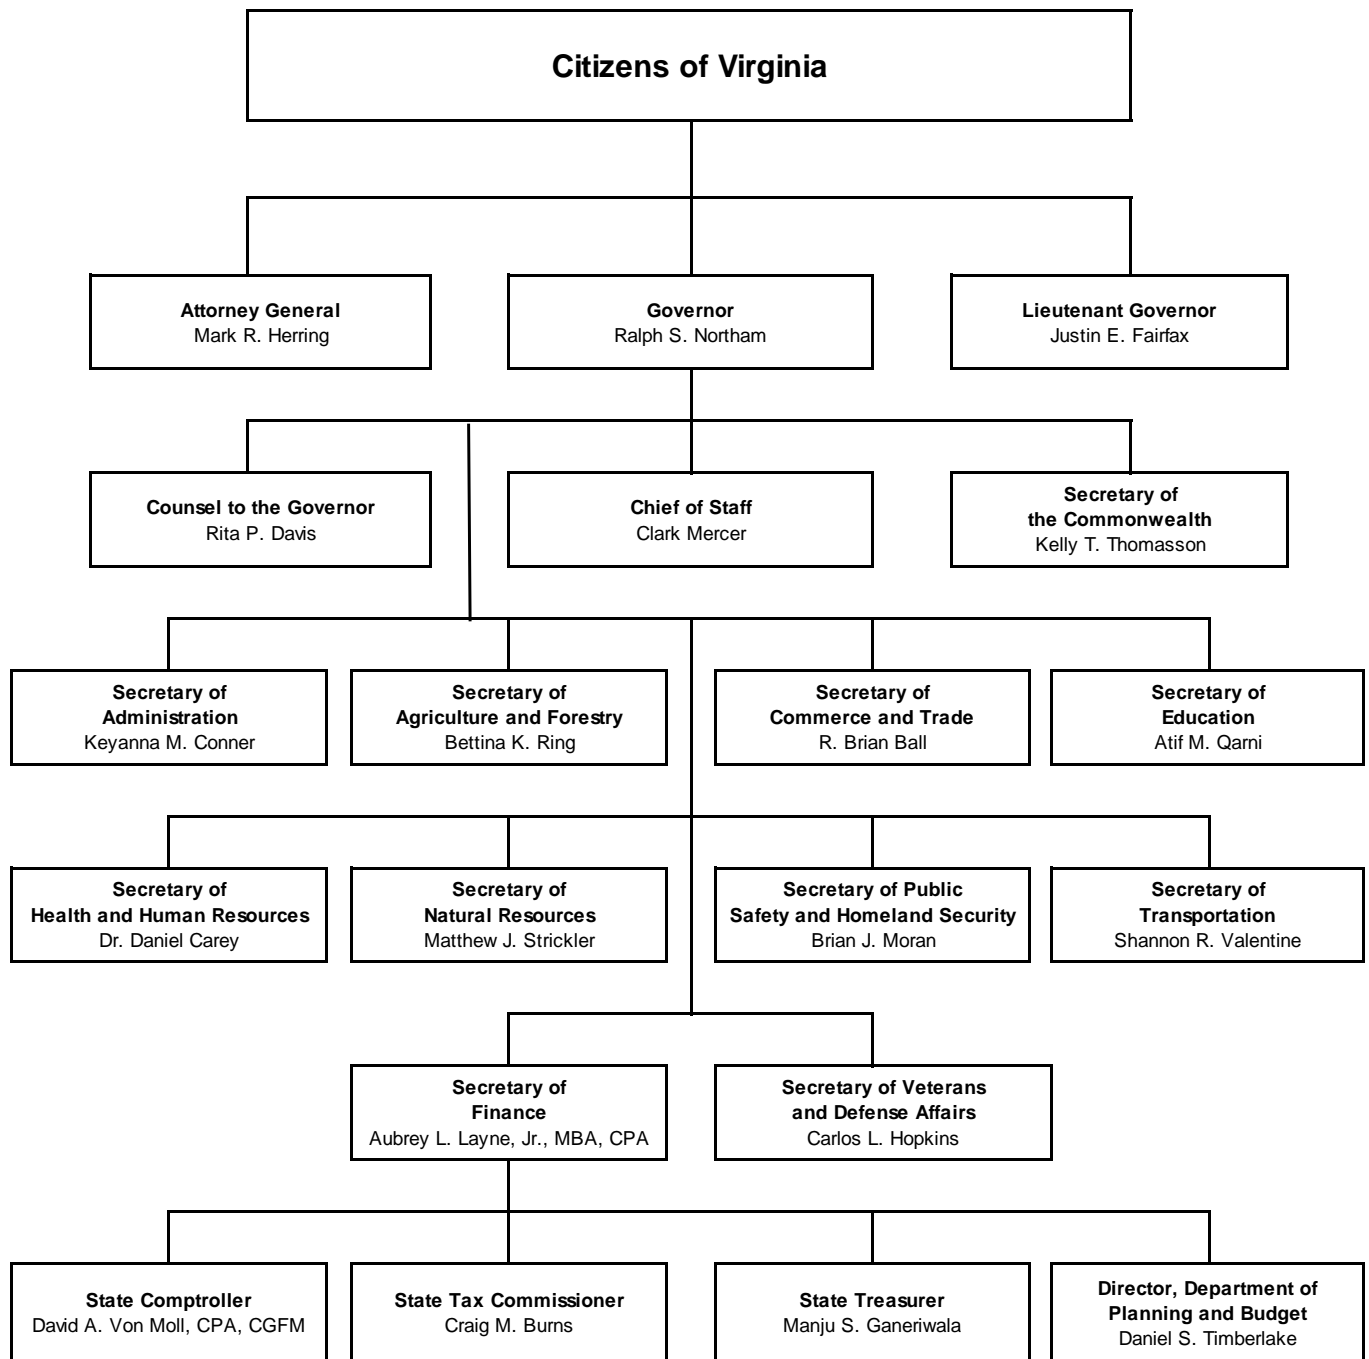 Citizens of Virginia
Attorney General
Mark R. Herring
Governor
Ralph S. Northam
Lieutenant Governor
Justin E. Fairfax
Counsel to the Governor
Rita P. Davis
Chief of Staff
Clark Mercer
Secretary of
the Commonwealth
Kelly T. Thomasson
Secretary of
Administration
Keyanna M. Conner
Secretary of
Agriculture and Forestry
Bettina K. Ring
Secretary of
Commerce and Trade
R. Brian Ball
Secretary of
Education
Atif M. Qarni
Secretary of
Health and Human Resources
Dr. Daniel Carey
Secretary of
Natural Resources
Matthew J. Strickler
Secretary of Public
Safety and Homeland Security
Brian J. Moran
Secretary of
Transportation
Shannon R. Valentine
Secretary of
Finance
Aubrey L. Layne, Jr., MBA, CPA
Secretary of Veterans
and Defense Affairs
Carlos L. Hopkins
State Comptroller
David A. Von Moll, CPA, CGFM
State Tax Commissioner
Craig M. Burns
State Treasurer
Manju S. Ganeriwala
Director, Department of
Planning and Budget
Daniel S. Timberlake